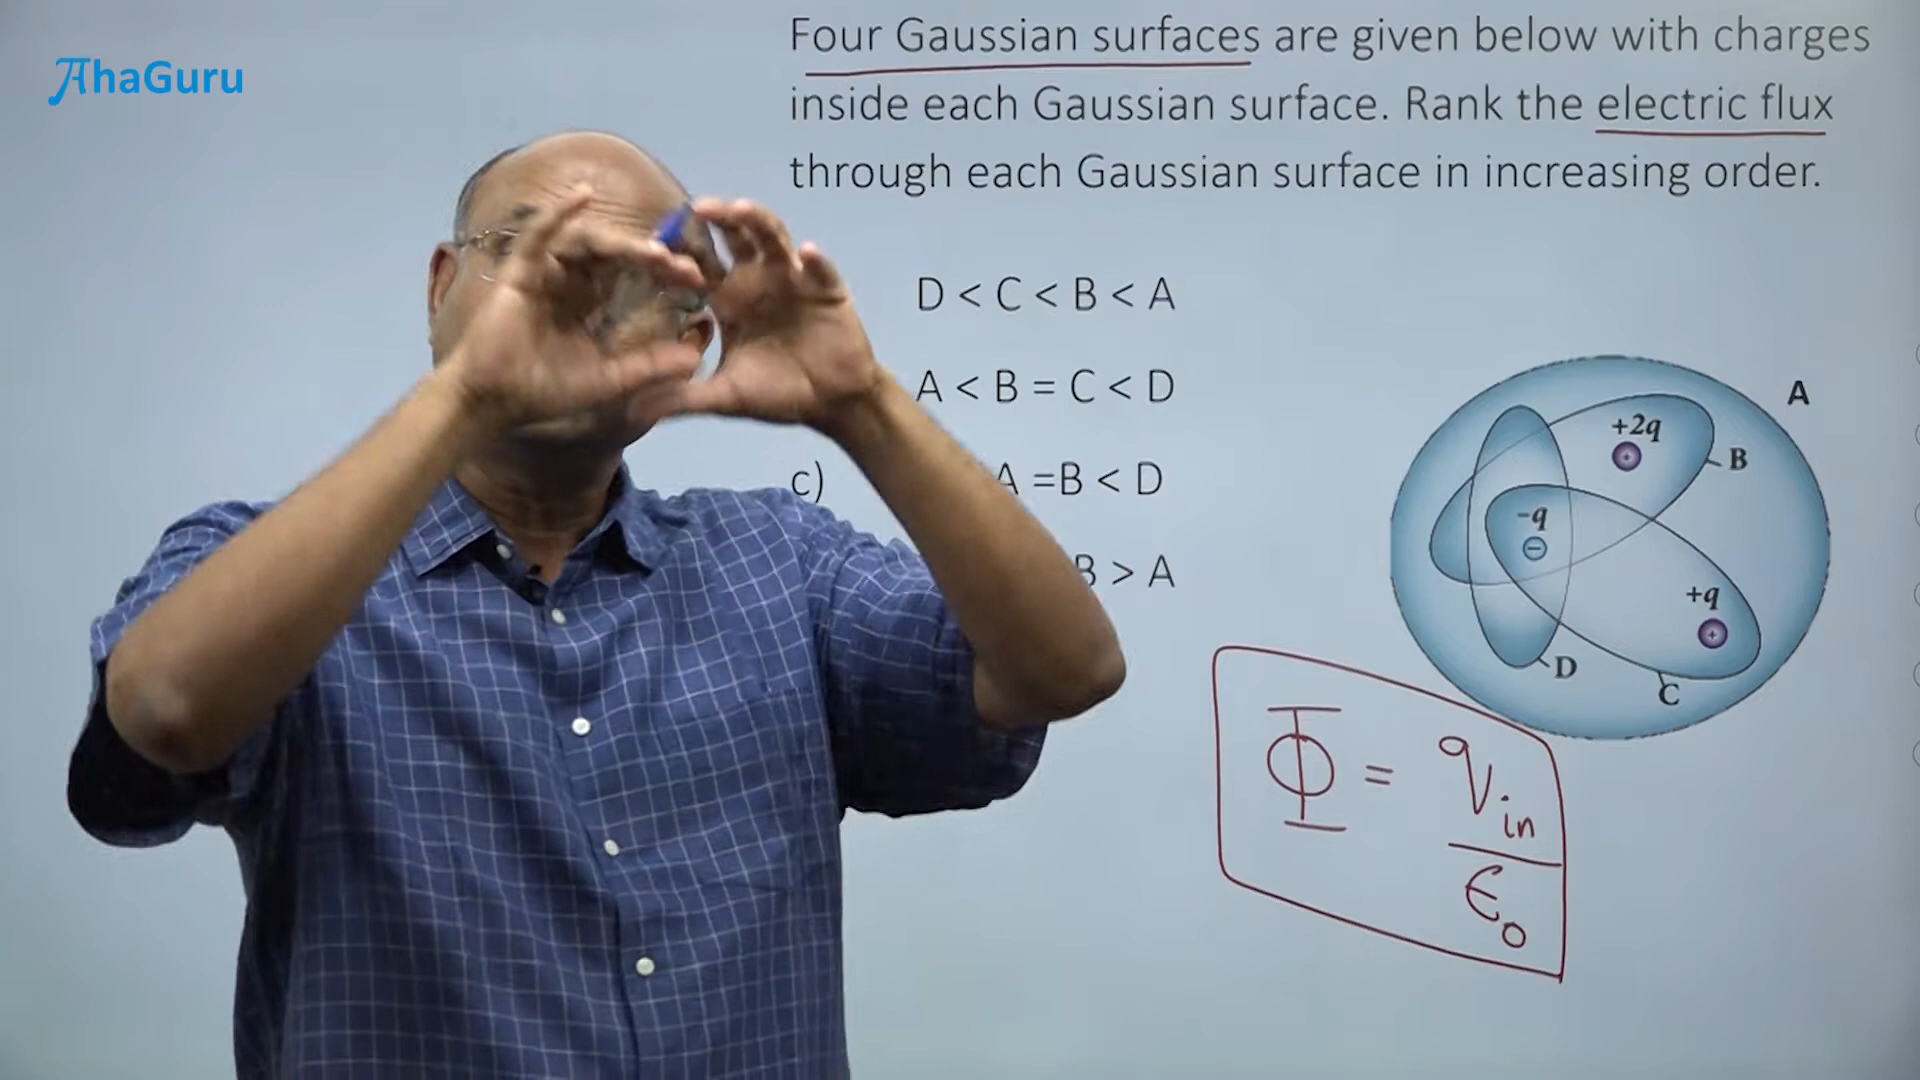 AhaGuru
Four Gaussian surfaces are given below with charges
inside each Gaussian surface. Rank the electric flux
through each Gaussian surface in increasing order.
D < C < B < A
A < B = C < D
c) A =B < D
B > A
A
+2q
+
B
-q
−
+q
+
D
C
Φ = q in
ϵ0